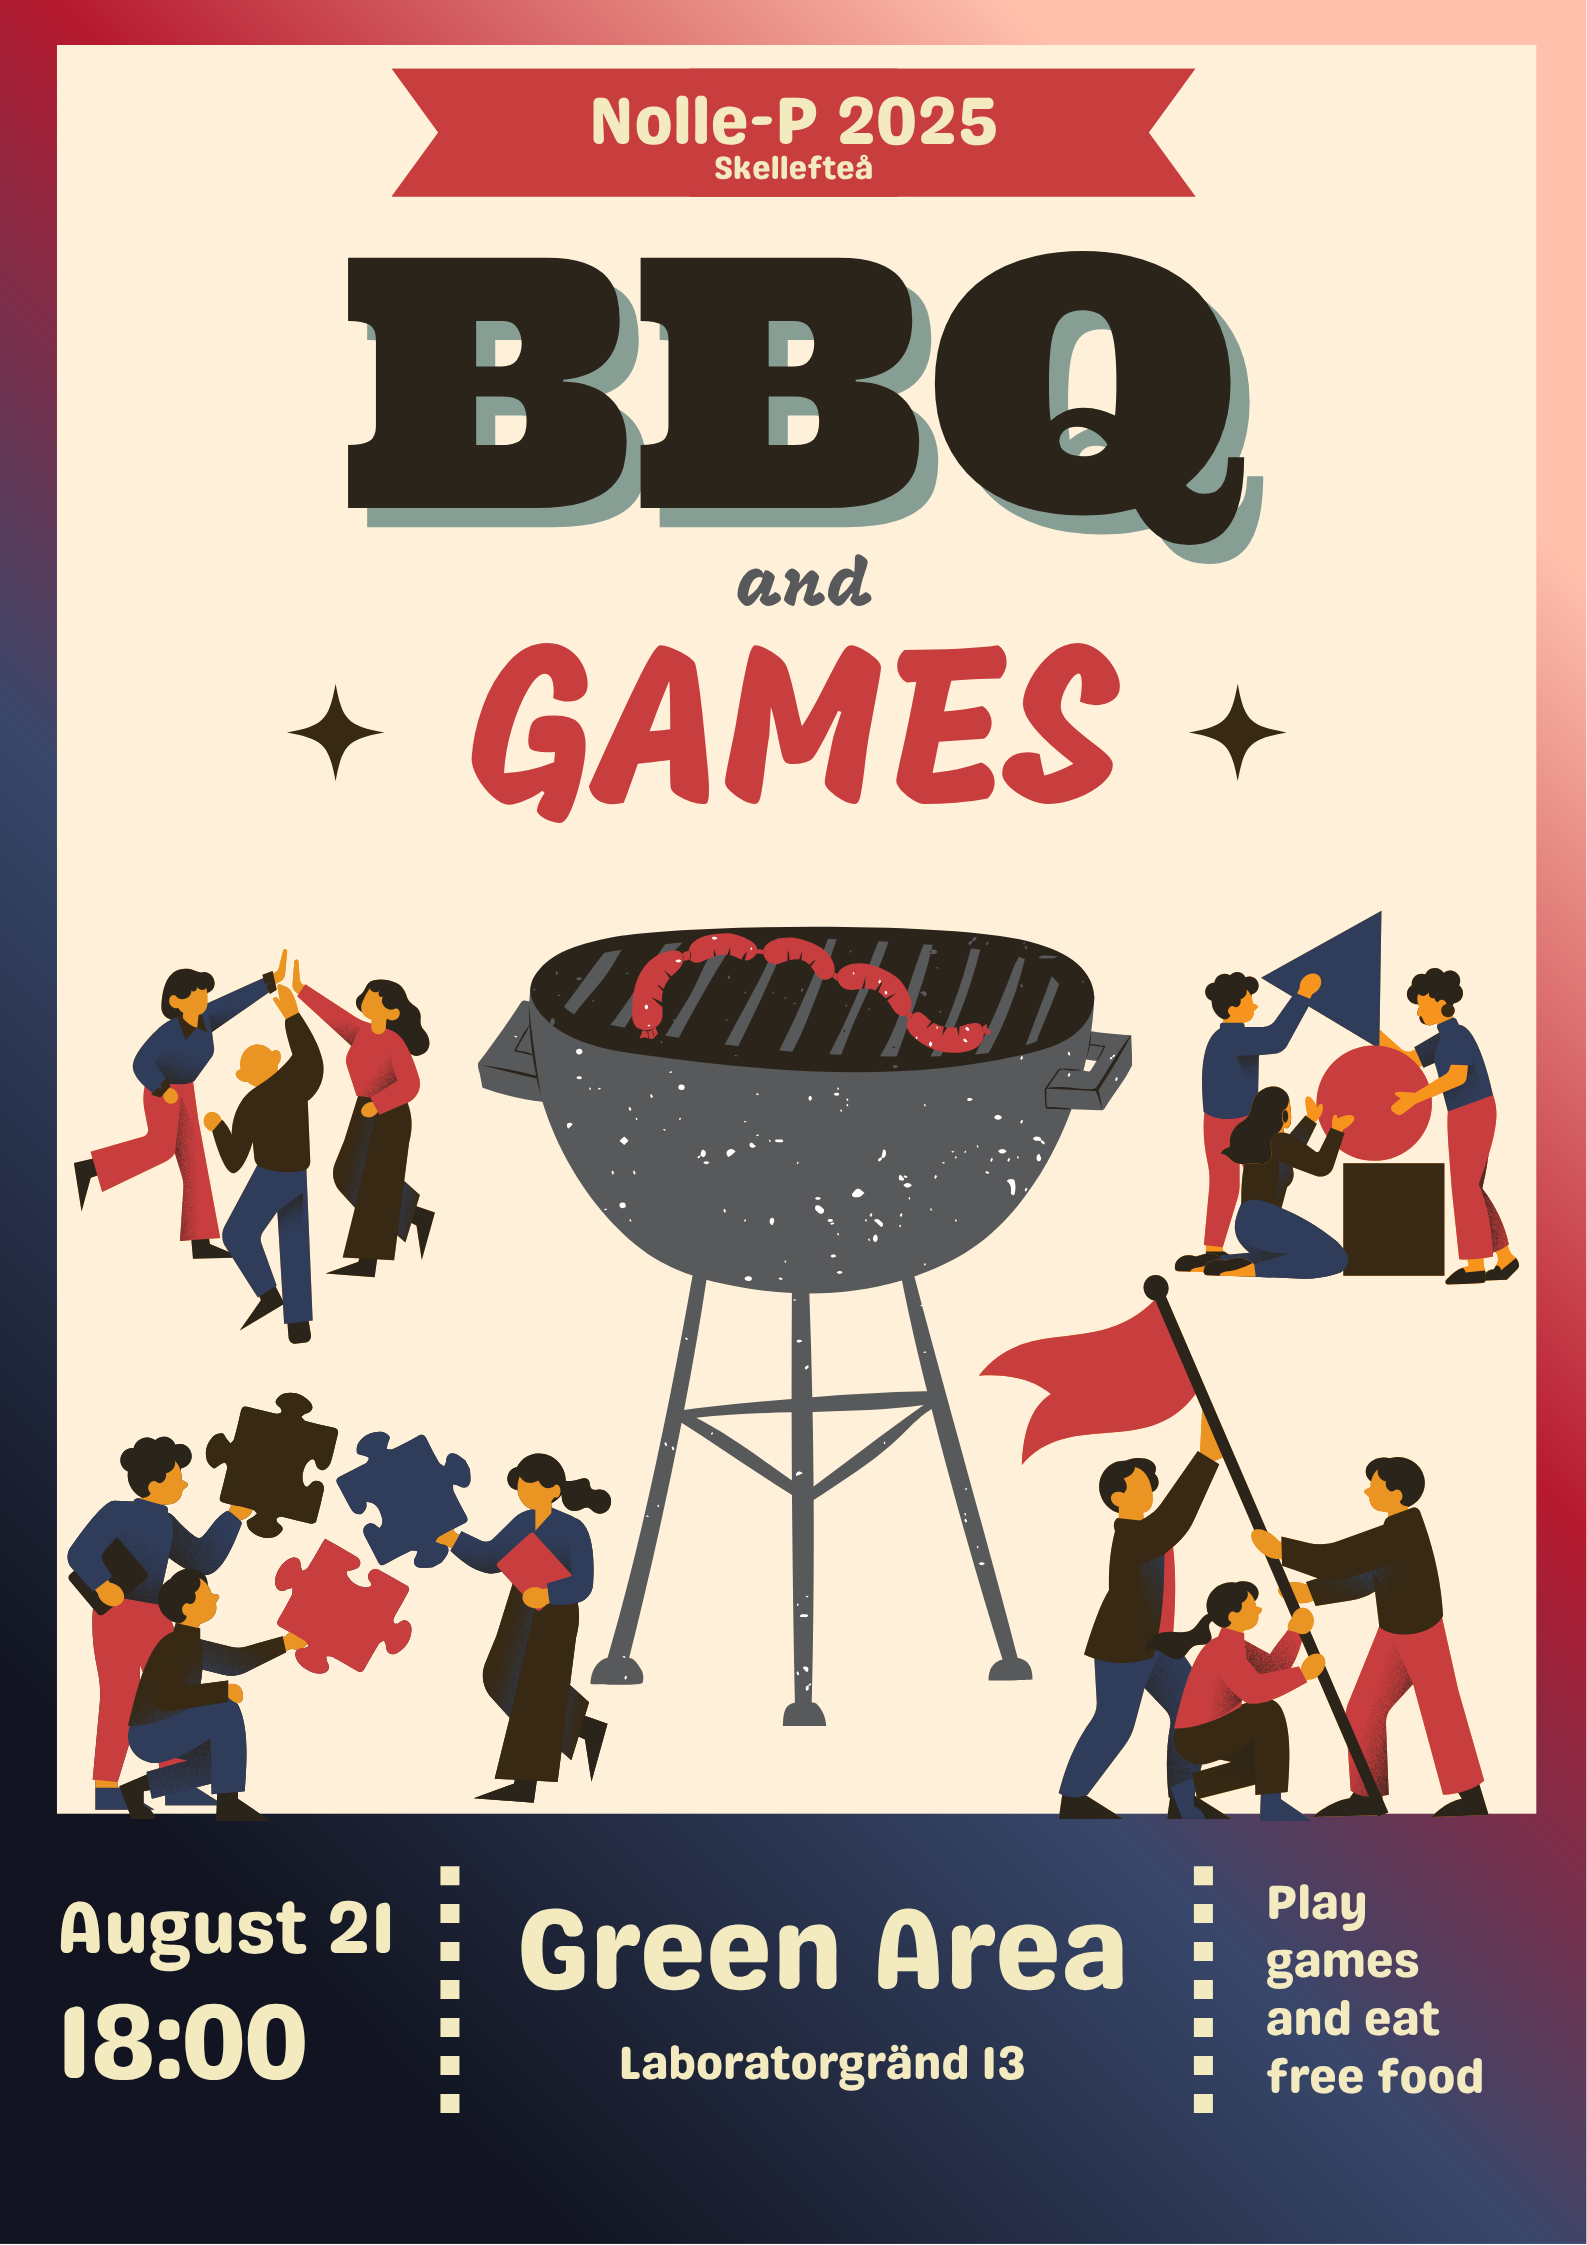 Nolle-P 2025
Skellefteå
BBQ
and
GAMES
August 21
18:00
Green Area
Laboratorgränd 13
Play
games
and eat
free food